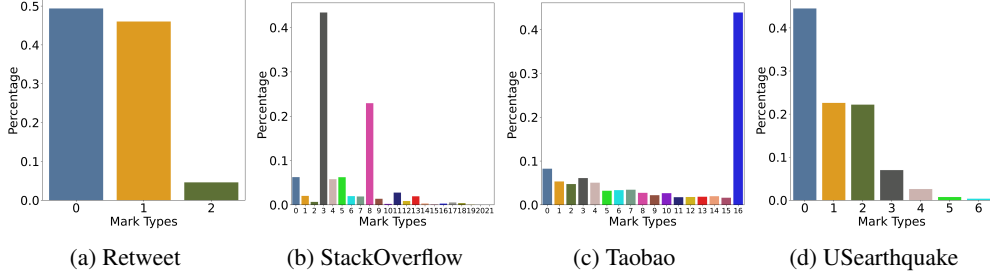 Percentage
0.5
0.4
0.3
0.2
0.1
0.0
0 1 2
Mark Types
(a) Retweet
Percentage
0.4
0.3
0.2
0.1
0.0
0 1 2 3 4 5 6 7 8 9 10 11 12 13 14 15 16 17 18 19 20 21
Mark Types
(b) StackOverflow
Percentage
0.4
0.3
0.2
0.1
0.0
0 1 2 3 4 5 6 7 8 9 10 11 12 13 14 15 16
Mark Types
(c) Taobao
Percentage
0.4
0.3
0.2
0.1
0.0
0 1 2 3 4 5 6
Mark Types
(d) USearthquake